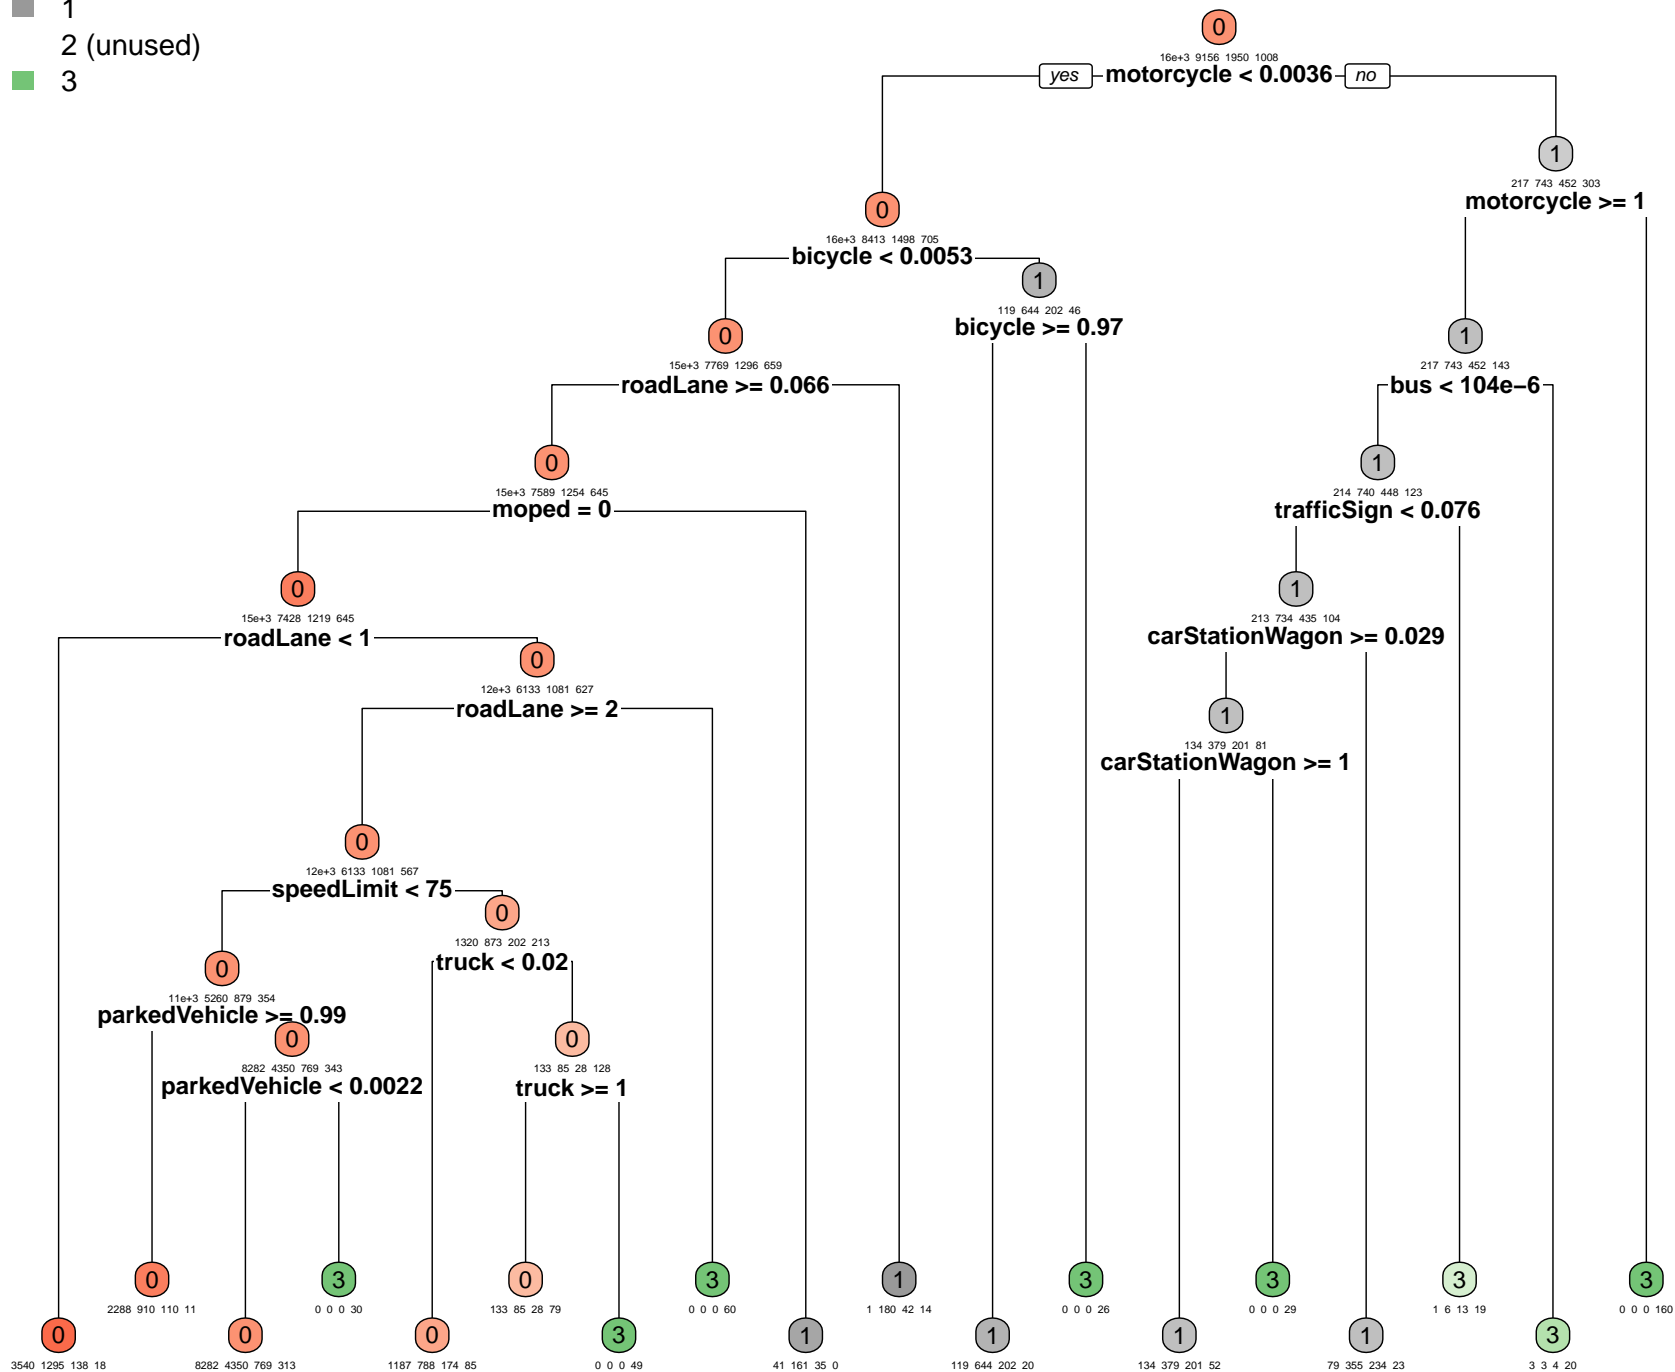 1
2 (unused)
3
0
16e+3 9156 1950 1008
yes motorcycle < 0.0036 no
1
217 743 452 303
motorcycle >= 1
0
16e+3 8413 1498 705
bicycle < 0.0053
1
119 644 202 46
bicycle >= 0.97
0
15e+3 7769 1296 659
roadLane >= 0.066
1
217 743 452 143
bus < 104e−6
0
15e+3 7589 1254 645
moped = 0
1
214 740 448 123
trafficSign < 0.076
0
15e+3 7428 1219 645
roadLane < 1
1
213 734 435 104
carStationWagon >= 0.029
0
12e+3 6133 1081 627
roadLane >= 2
1
134 379 201 81
carStationWagon >= 1
0
12e+3 6133 1081 567
speedLimit < 75
0
1320 873 202 213
truck < 0.02
0
11e+3 5260 879 354
parkedVehicle >= 0.99
0
8282 4350 769 343
parkedVehicle < 0.0022
0
133 85 28 128
truck >= 1
0 3 0 3 1 3 3 3 3
2288 910 110 11 0 0 0 30 133 85 28 79 0 0 0 60 1 180 42 14 0 0 0 26 0 0 0 29 1 6 13 19 0 0 0 160
0 0 0 3 1 1 1 1 3
3540 1295 138 18 8282 4350 769 313 1187 788 174 85 0 0 0 49 41 161 35 0 119 644 202 20 134 379 201 52 79 355 234 23 3 3 4 20